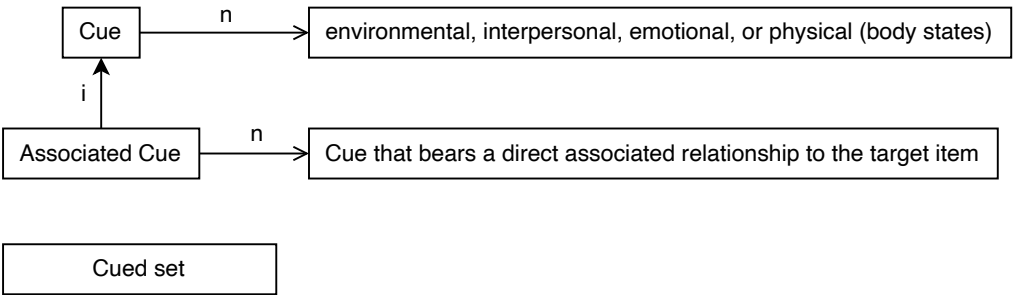 Cue
n
environmental, interpersonal, emotional, or physical (body states)
i
Associated Cue
n
Cue that bears a direct associated relationship to the target item
Cued set